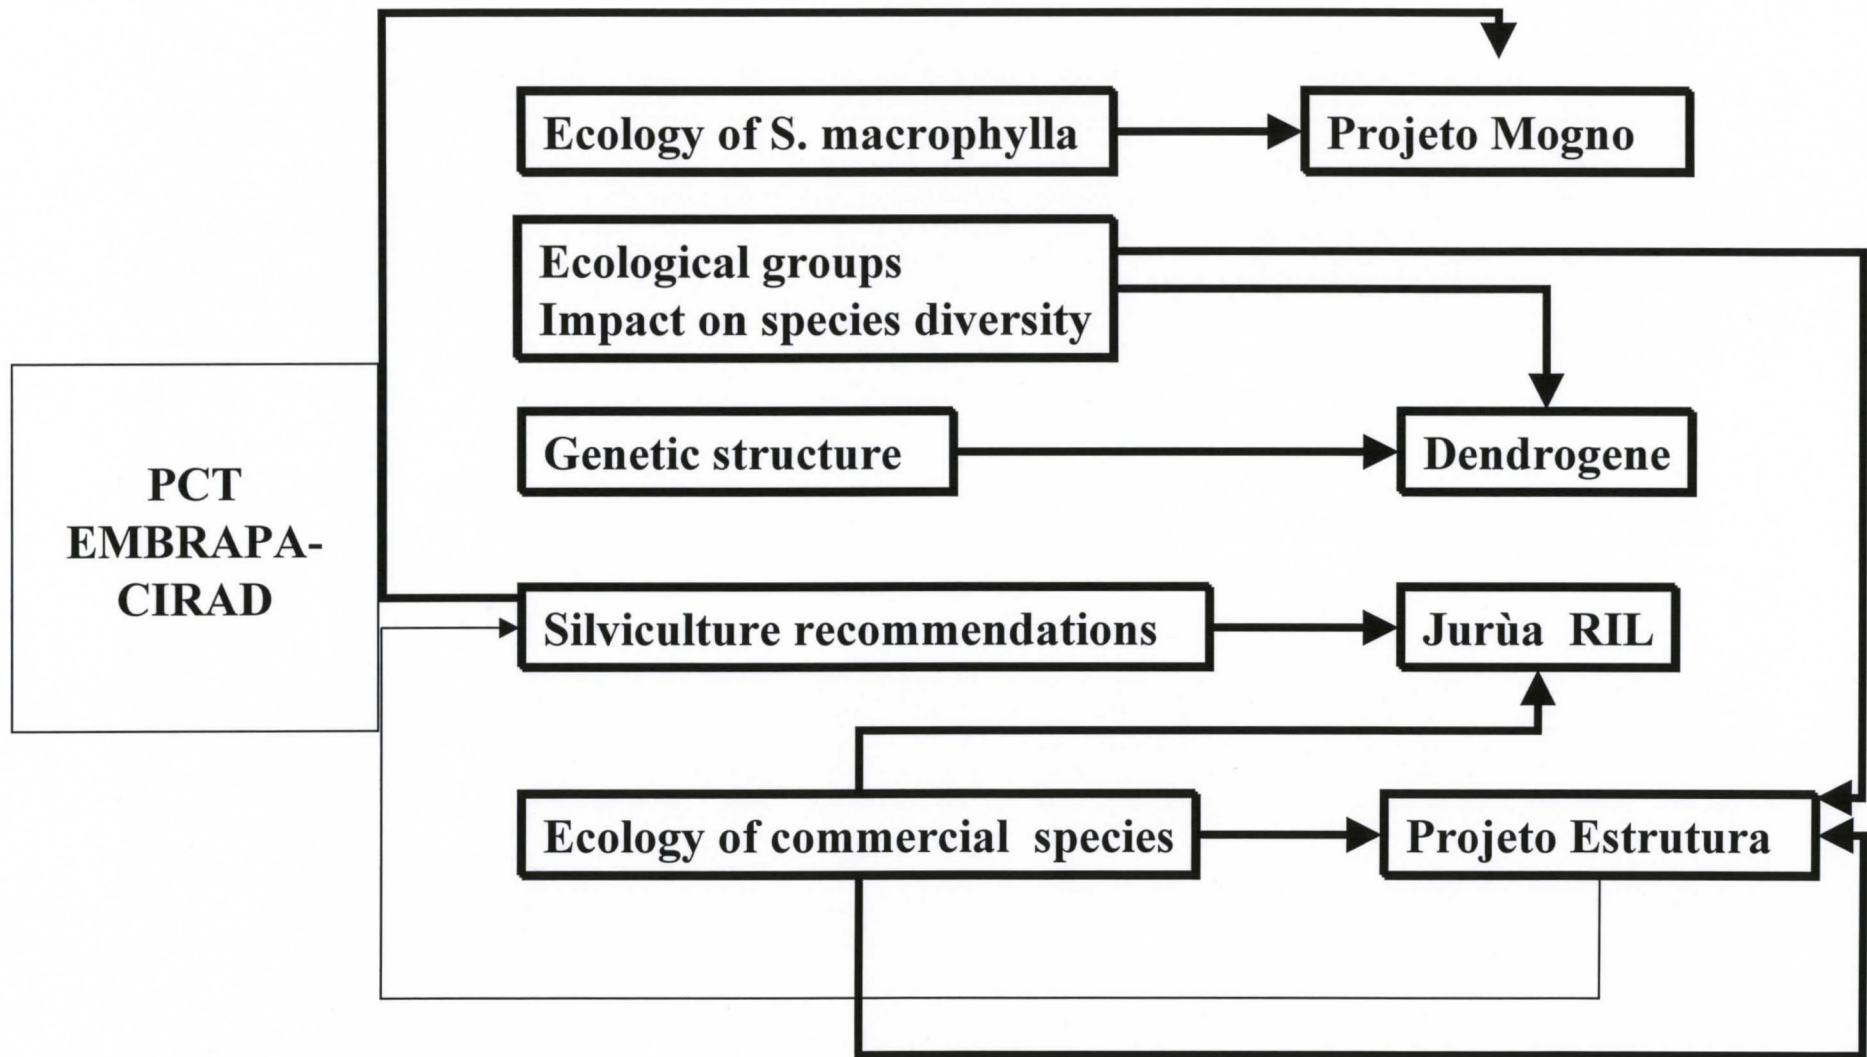 Ecology of S. macrophylla
Projeto Mogno
Ecological groups
Impact on species diversity
Genetic structure
Dendrogene
PCT
EMBRAPA-
CIRAD
Silviculture recommendations
Jurùa RIL
Ecology of commercial species
Projeto Estrutura